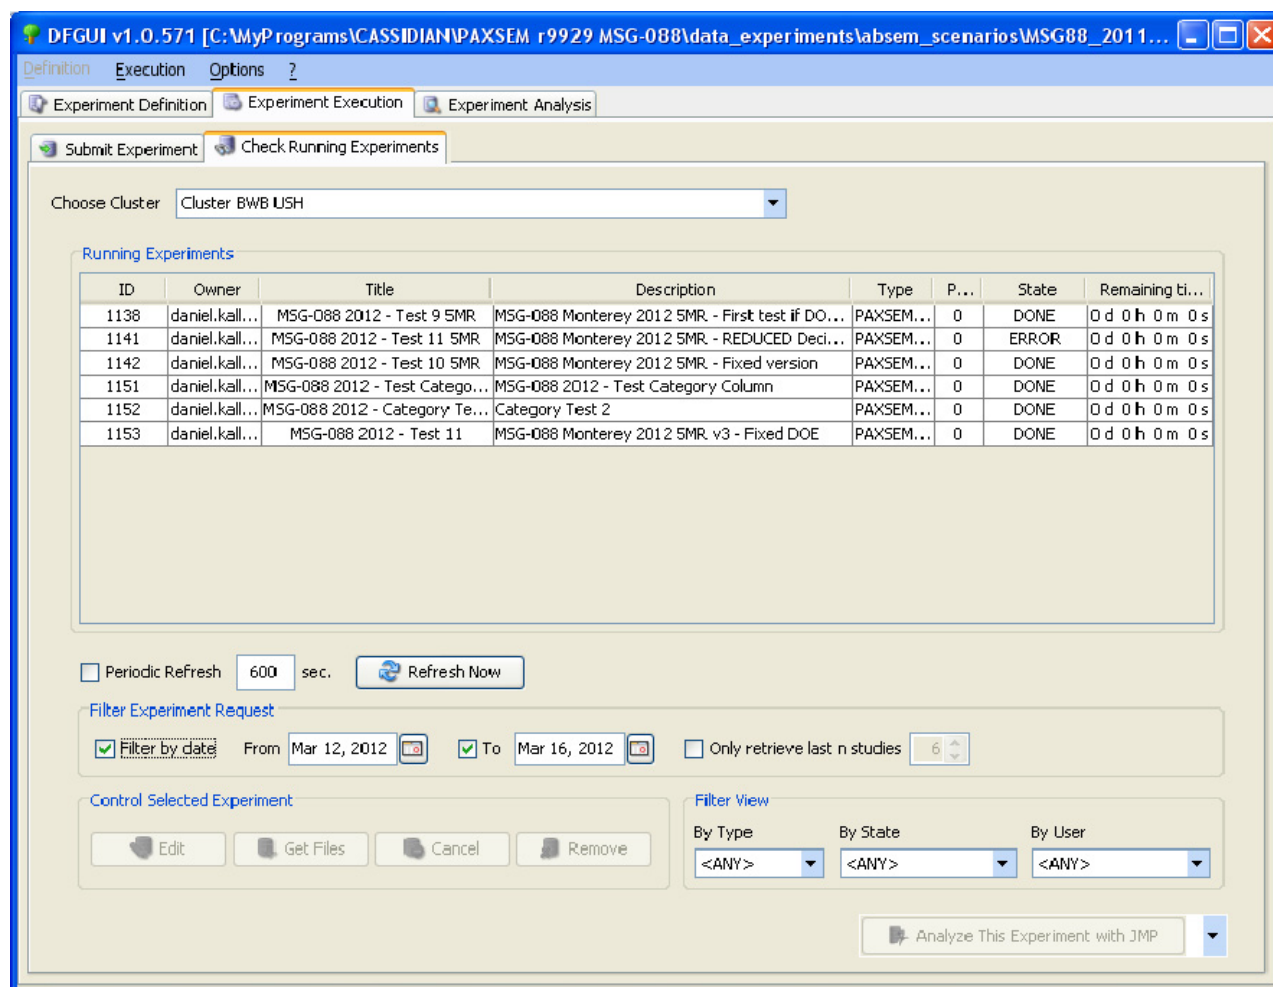 DFGUI v1.0.571 [C:\MyPrograms\CASSIDIAN\PAXSEM r9929 MSG-088\data_experiments\absem_scenarios\MSG88_2011...
Definition Execution Options ?
Experiment Definition Experiment Execution Experiment Analysis
Submit Experiment Check Running Experiments
Choose Cluster Cluster BWB USH
Running Experiments
ID Owner Title Description Type P... State Remaining ti...
1138 daniel.kall... MSG-088 2012 - Test 9 5MR MSG-088 Monterey 2012 5MR - First test if DO... PAXSEM... 0 DONE 0 d 0 h 0 m 0 s
1141 daniel.kall... MSG-088 2012 - Test 11 5MR MSG-088 Monterey 2012 5MR - REDUCED Deci... PAXSEM... 0 ERROR 0 d 0 h 0 m 0 s
1142 daniel.kall... MSG-088 2012 - Test 10 5MR MSG-088 Monterey 2012 5MR - Fixed version PAXSEM... 0 DONE 0 d 0 h 0 m 0 s
1151 daniel.kall... MSG-088 2012 - Test Catego... MSG-088 2012 - Test Category Column PAXSEM... 0 DONE 0 d 0 h 0 m 0 s
1152 daniel.kall... MSG-088 2012 - Category Te... Category Test 2 PAXSEM... 0 DONE 0 d 0 h 0 m 0 s
1153 daniel.kall... MSG-088 2012 - Test 11 MSG-088 Monterey 2012 5MR v3 - Fixed DOE PAXSEM... 0 DONE 0 d 0 h 0 m 0 s
Periodic Refresh 600 sec. Refresh Now
Filter Experiment Request
Filter by date From Mar 12, 2012 To Mar 16, 2012 Only retrieve last n studies 6
Control Selected Experiment Filter View
By Type By State By User
Edit Get Files Cancel Remove <ANY> <ANY> <ANY>
Analyze This Experiment with JMP